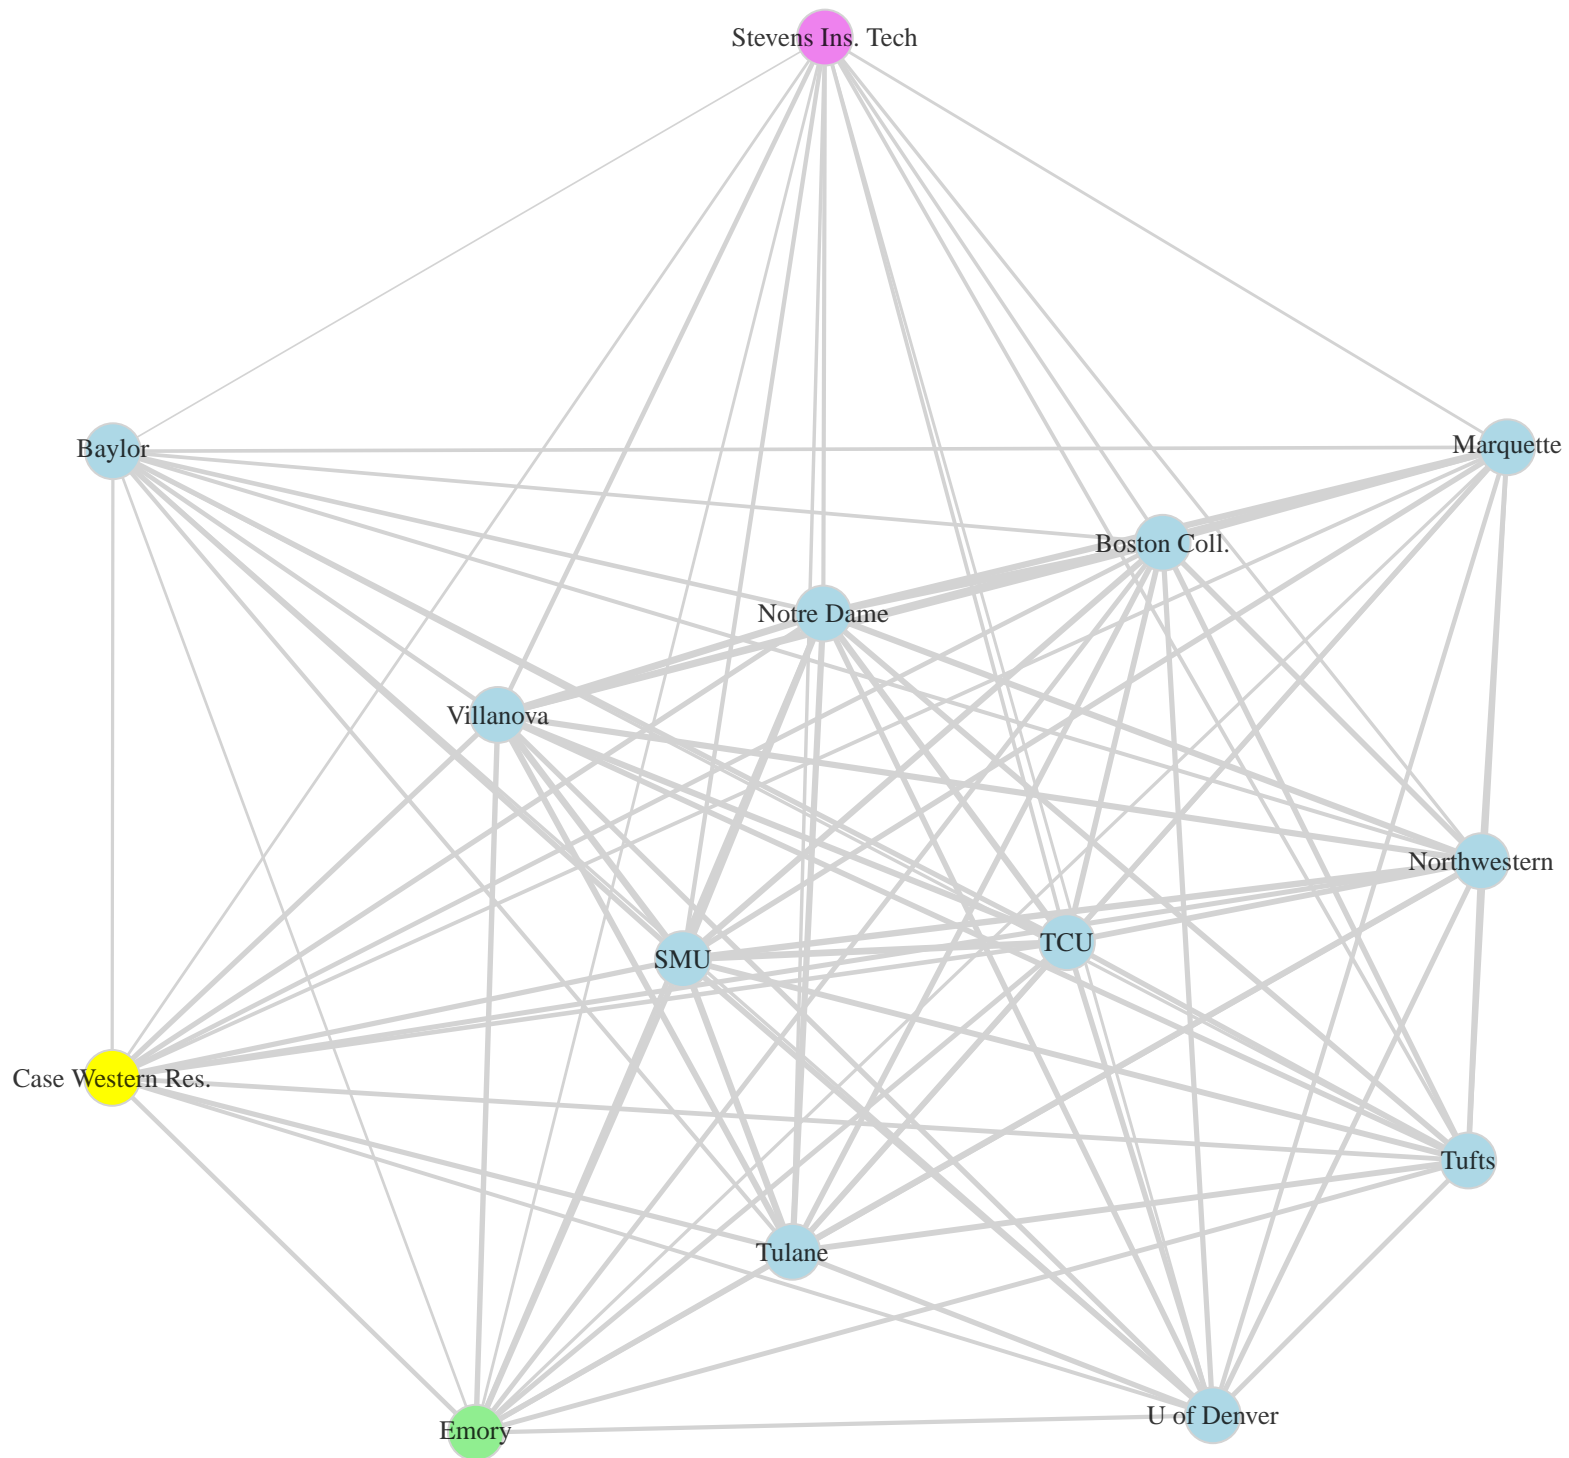 Stevens Ins. Tech
Baylor
Marquette
Boston Coll.
Notre Dame
Villanova
Northwestern
TCU
SMU
Case Western Res.
Tufts
Tulane
U of Denver
Emory